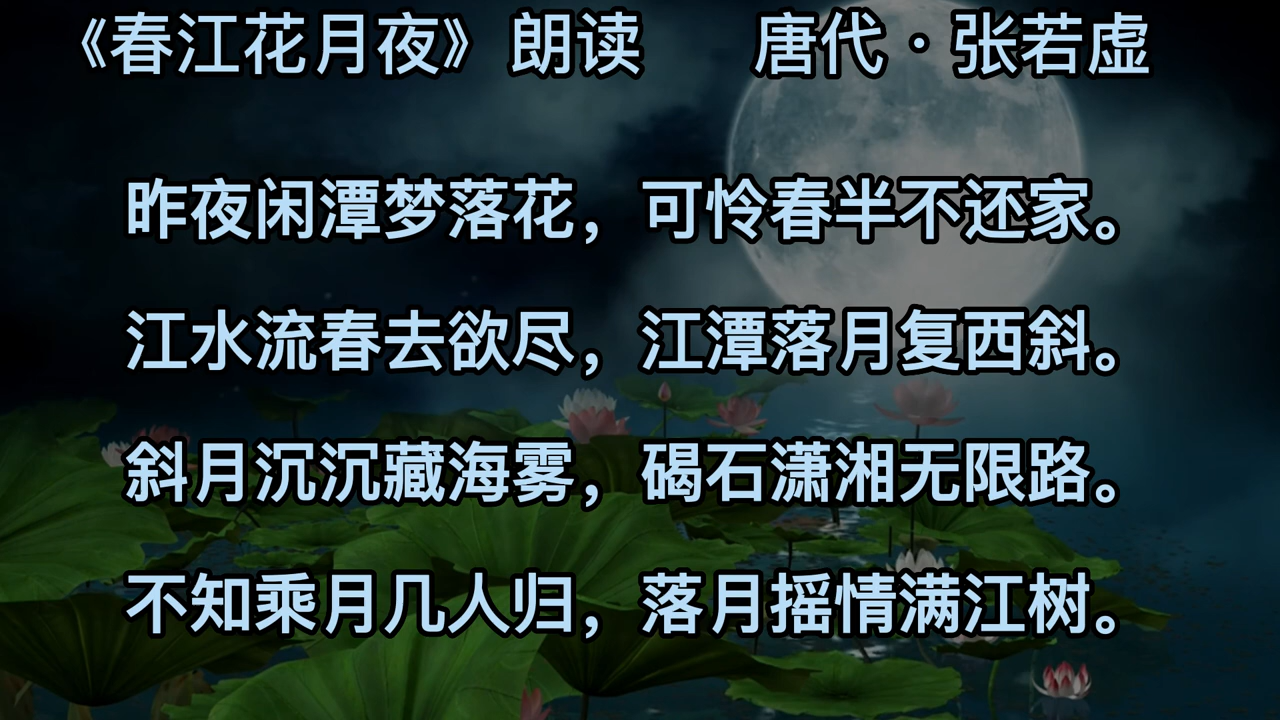 《春江花月夜》朗读 唐代·张若虚
昨夜闲潭梦落花，可怜春半不还家。
江水流春去欲尽，江潭落月复西斜。
斜月沉沉藏海雾，碣石潇湘无限路。
不知乘月几人归，落月摇情满江树。